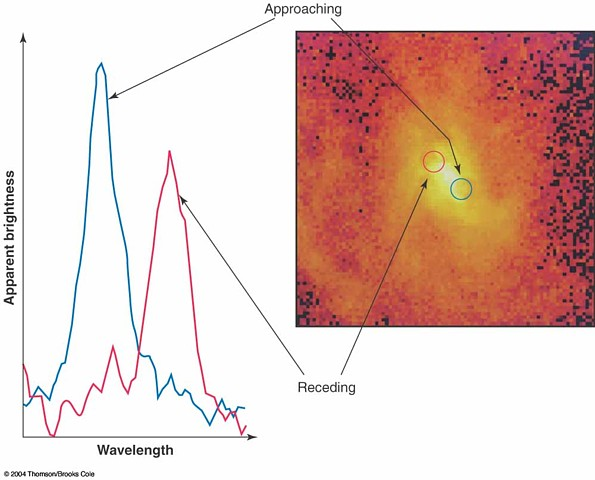 Approaching
Apparent brightness
Receding
Wavelength
© 2004 Thomson/Brooks Cole